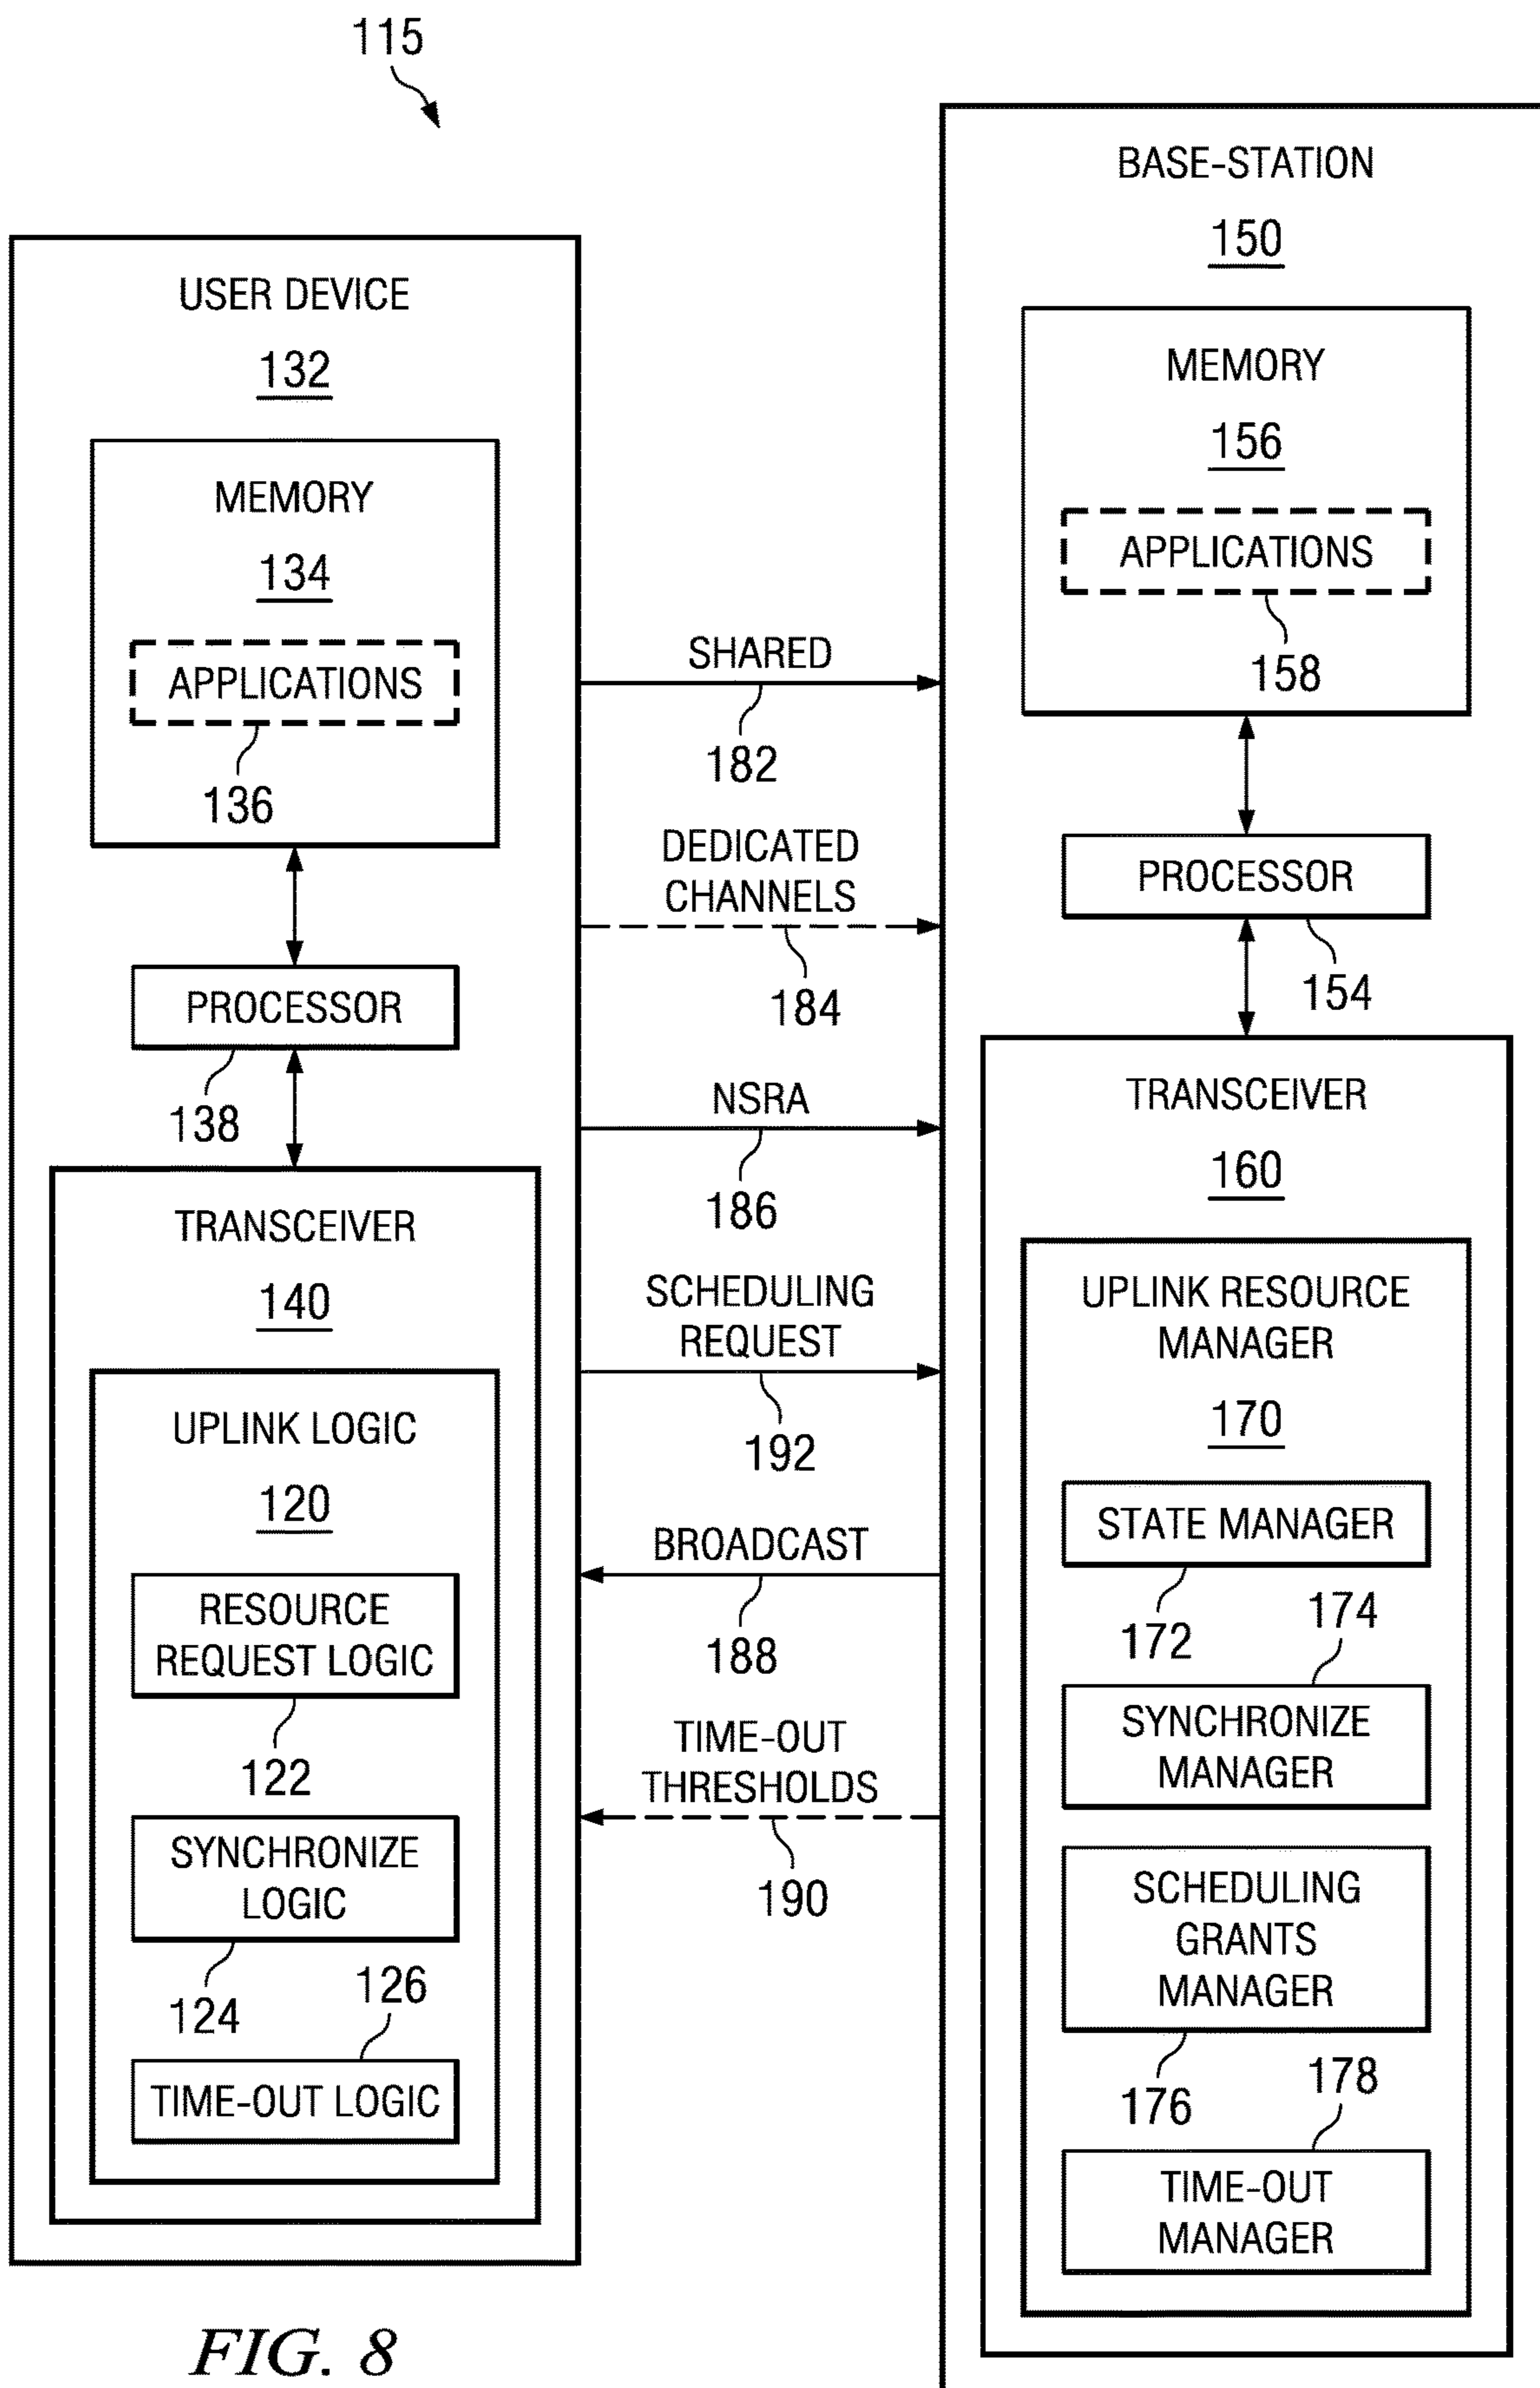 115
USER DEVICE
132
MEMORY
134
APPLICATIONS
136
PROCESSOR
138
TRANSCEIVER
140
UPLINK LOGIC
120
RESOURCE
REQUEST LOGIC
122
SYNCHRONIZE
LOGIC
124
126
TIME-OUT LOGIC
SHARED
182
DEDICATED
CHANNELS
184
NSRA
186
SCHEDULING
REQUEST
192
BROADCAST
188
TIME-OUT
THRESHOLDS
190
BASE-STATION
150
MEMORY
156
APPLICATIONS
158
PROCESSOR
154
TRANSCEIVER
160
UPLINK RESOURCE
MANAGER
170
STATE MANAGER
172
174
SYNCHRONIZE
MANAGER
SCHEDULING
GRANTS
MANAGER
176
178
TIME-OUT
MANAGER
FIG. 8